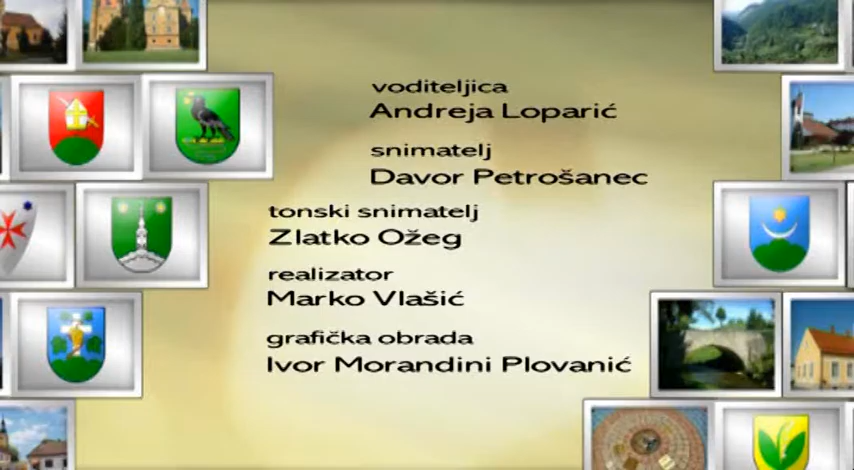 voditeljica
Andreja Loparić
snimatelj
Davor Petrošanec
tonski snimatelj
Zlatko Ožeg
realizator
Marko Vlašić
grafička obrada
Ivor Morandini Plovanić